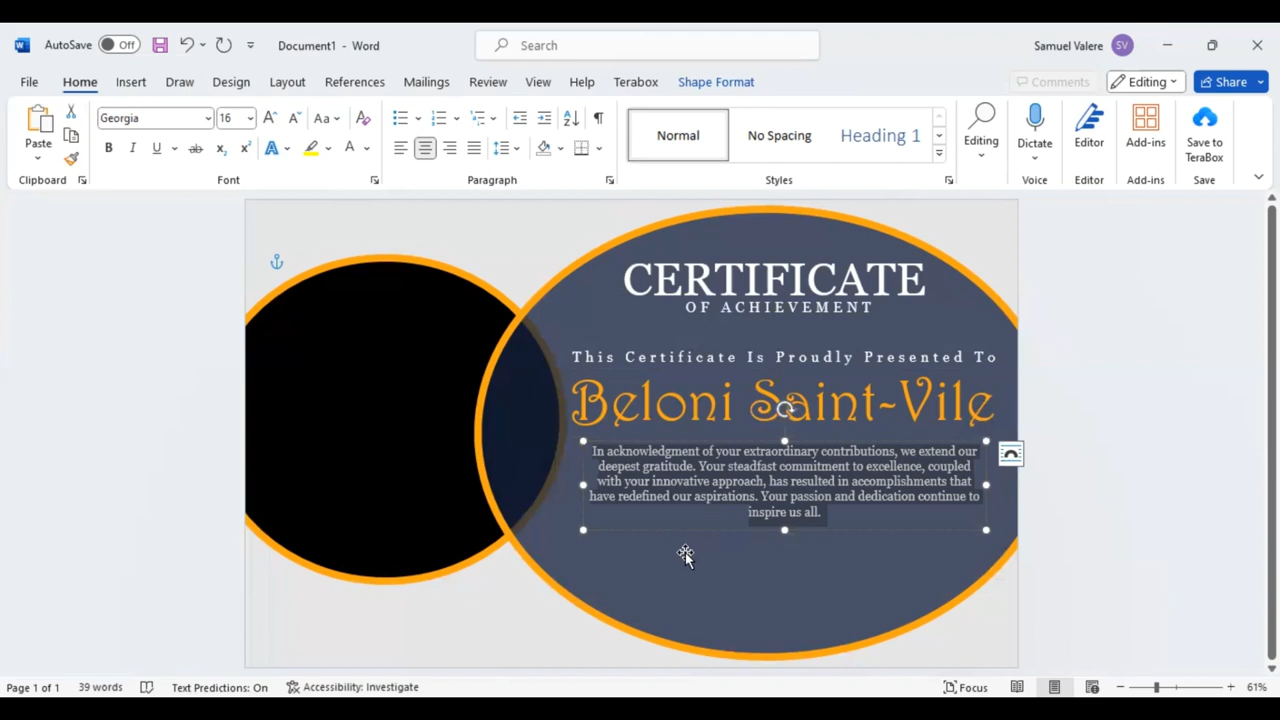 AutoSave Off Document1 - Word Search Samuel Valere SV
File Home Insert Draw Design Layout References Mailings Review View Help Terabox Shape Format Comments Editing Share
Paste Georgia 16 Aa Normal No Spacing Heading 1 Editing Dictate Editor Add-ins Save to TeraBox
B I U ab x₂ x² A A
Clipboard Font Paragraph Styles Voice Editor Add-ins Save
CERTIFICATE
OF ACHIEVEMENT
This Certificate Is Proudly Presented To
Beloni Saint-Vile
In acknowledgment of your extraordinary contributions, we extend our
deepest gratitude. Your steadfast commitment to excellence, coupled
with your innovative approach, has resulted in accomplishments that
have redefined our aspirations. Your passion and dedication continue to
inspire us all.
Page 1 of 1 39 words Text Predictions: On Accessibility: Investigate Focus 61%